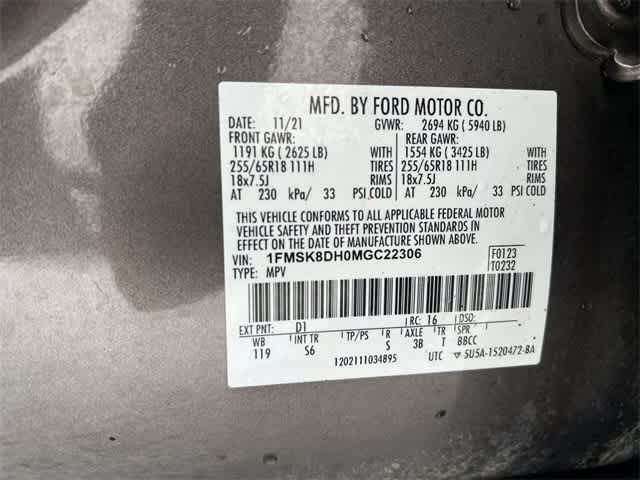 MFD. BY FORD MOTOR CO.
DATE: 11/21 GVWR: 2694 KG ( 5940 LB)
FRONT GAWR: REAR GAWR:
1191 KG ( 2625 LB) WITH 1554 KG ( 3425 LB) WITH
255/65R18 111H TIRES 255/65R18 111H TIRES
18x7.5J RIMS 18x7.5J RIMS
AT 230 kPa/ 33 PSI COLD AT 230 kPa/ 33 PSI COLD
THIS VEHICLE CONFORMS TO ALL APPLICABLE FEDERAL MOTOR
VEHICLE SAFETY AND THEFT PREVENTION STANDARDS IN
EFFECT ON THE DATE OF MANUFACTURE SHOWN ABOVE.
VIN: 1FMSK8DH0MGC22306 F0123
TYPE: MPV T0232
EXT PNT: D1 RC: 16 DSO:
WB INT TR TP/PS R AXLE TR SPR
119 S6 S 3B T BBCC
1202111034895 UTC 5U5A-1520472-BA